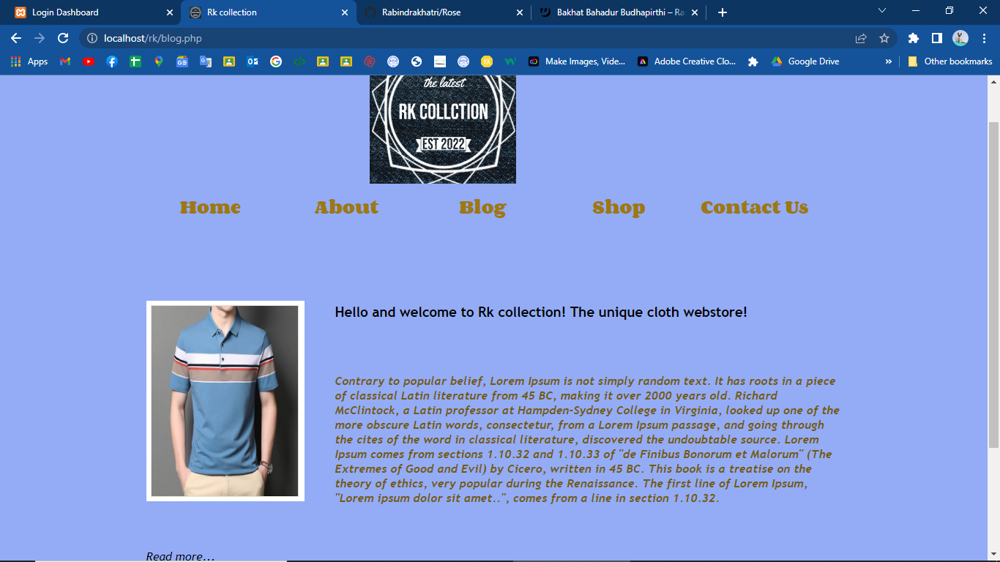 Login Dashboard
Rk collection
Rabindrakhatri/Rose
Bakhat Bahadur Budhapirthi – Ra
localhost/rk/blog.php
Apps
Make Images, Vide...
Adobe Creative Clo...
Google Drive
»
Other bookmarks
the latest
RK COLLCTION
EST 2022
Home
About
Blog
Shop
Contact Us
Hello and welcome to Rk collection! The unique cloth webstore!
Contrary to popular belief, Lorem Ipsum is not simply random text. It has roots in a piece
of classical Latin literature from 45 BC, making it over 2000 years old. Richard
McClintock, a Latin professor at Hampden-Sydney College in Virginia, looked up one of the
more obscure Latin words, consectetur, from a Lorem Ipsum passage, and going through
the cites of the word in classical literature, discovered the undoubtable source. Lorem
Ipsum comes from sections 1.10.32 and 1.10.33 of "de Finibus Bonorum et Malorum" (The
Extremes of Good and Evil) by Cicero, written in 45 BC. This book is a treatise on the
theory of ethics, very popular during the Renaissance. The first line of Lorem Ipsum,
"Lorem ipsum dolor sit amet..", comes from a line in section 1.10.32.
Read more...